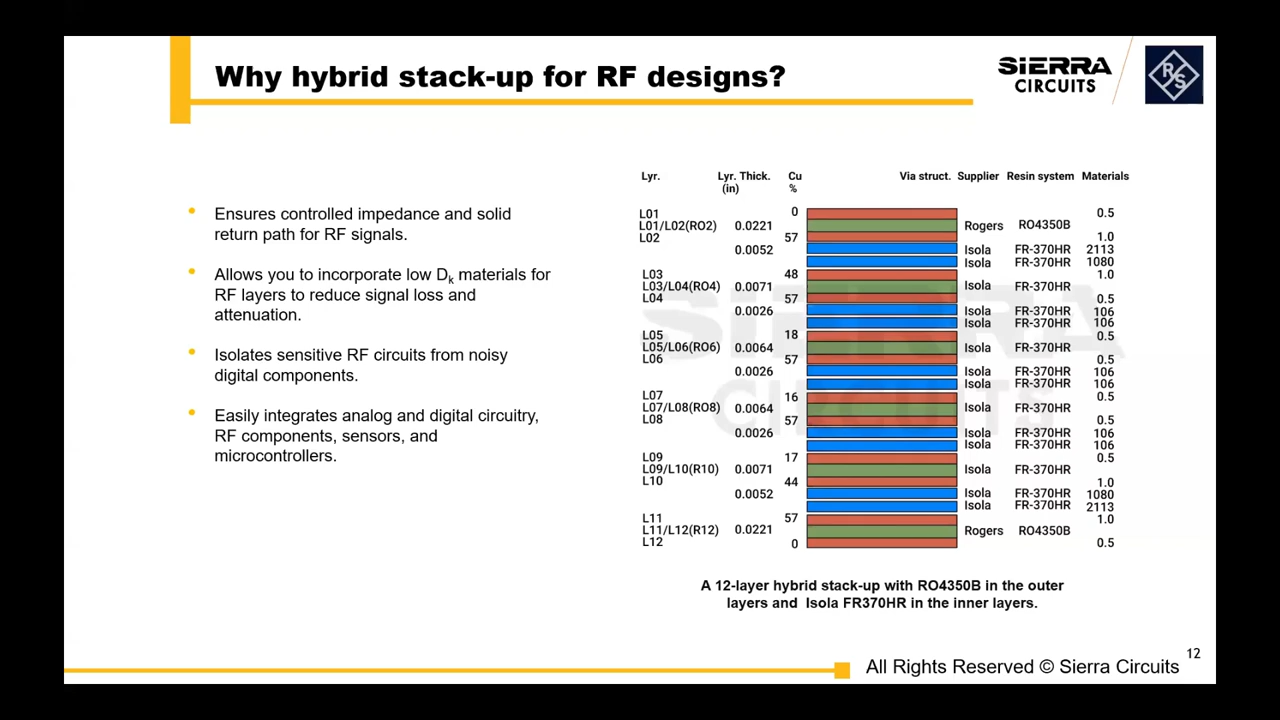 Why hybrid stack-up for RF designs?
SiERRA
CIRCUITS
R
S
Ensures controlled impedance and solid
return path for RF signals.
Allows you to incorporate low Dk materials for
RF layers to reduce signal loss and
attenuation.
Isolates sensitive RF circuits from noisy
digital components.
Easily integrates analog and digital circuitry,
RF components, sensors, and
microcontrollers.
Lyr. Lyr. Thick. Cu Via struct. Supplier Resin system Materials
(in) %
L01 0 0.5
L01/L02(RO2) 0.0221 Rogers RO4350B
L02 57 1.0
0.0052 Isola FR-370HR 2113
Isola FR-370HR 1080
L03 48 1.0
L03/L04(RO4) 0.0071 Isola FR-370HR
L04 57 0.5
0.0026 Isola FR-370HR 106
Isola FR-370HR 106
L05 18 0.5
L05/L06(RO6) 0.0064 Isola FR-370HR
L06 57 0.5
0.0026 Isola FR-370HR 106
Isola FR-370HR 106
L07 16 0.5
L07/L08(RO8) 0.0064 Isola FR-370HR
L08 57 0.5
0.0026 Isola FR-370HR 106
Isola FR-370HR 106
L09 17 0.5
L09/L10(R10) 0.0071 Isola FR-370HR
L10 44 1.0
0.0052 Isola FR-370HR 1080
Isola FR-370HR 2113
L11 57 1.0
L11/L12(R12) 0.0221 Rogers RO4350B
L12 0 0.5
SiERRA
CIRCUITS
A 12-layer hybrid stack-up with RO4350B in the outer
layers and Isola FR370HR in the inner layers.
All Rights Reserved © Sierra Circuits
12